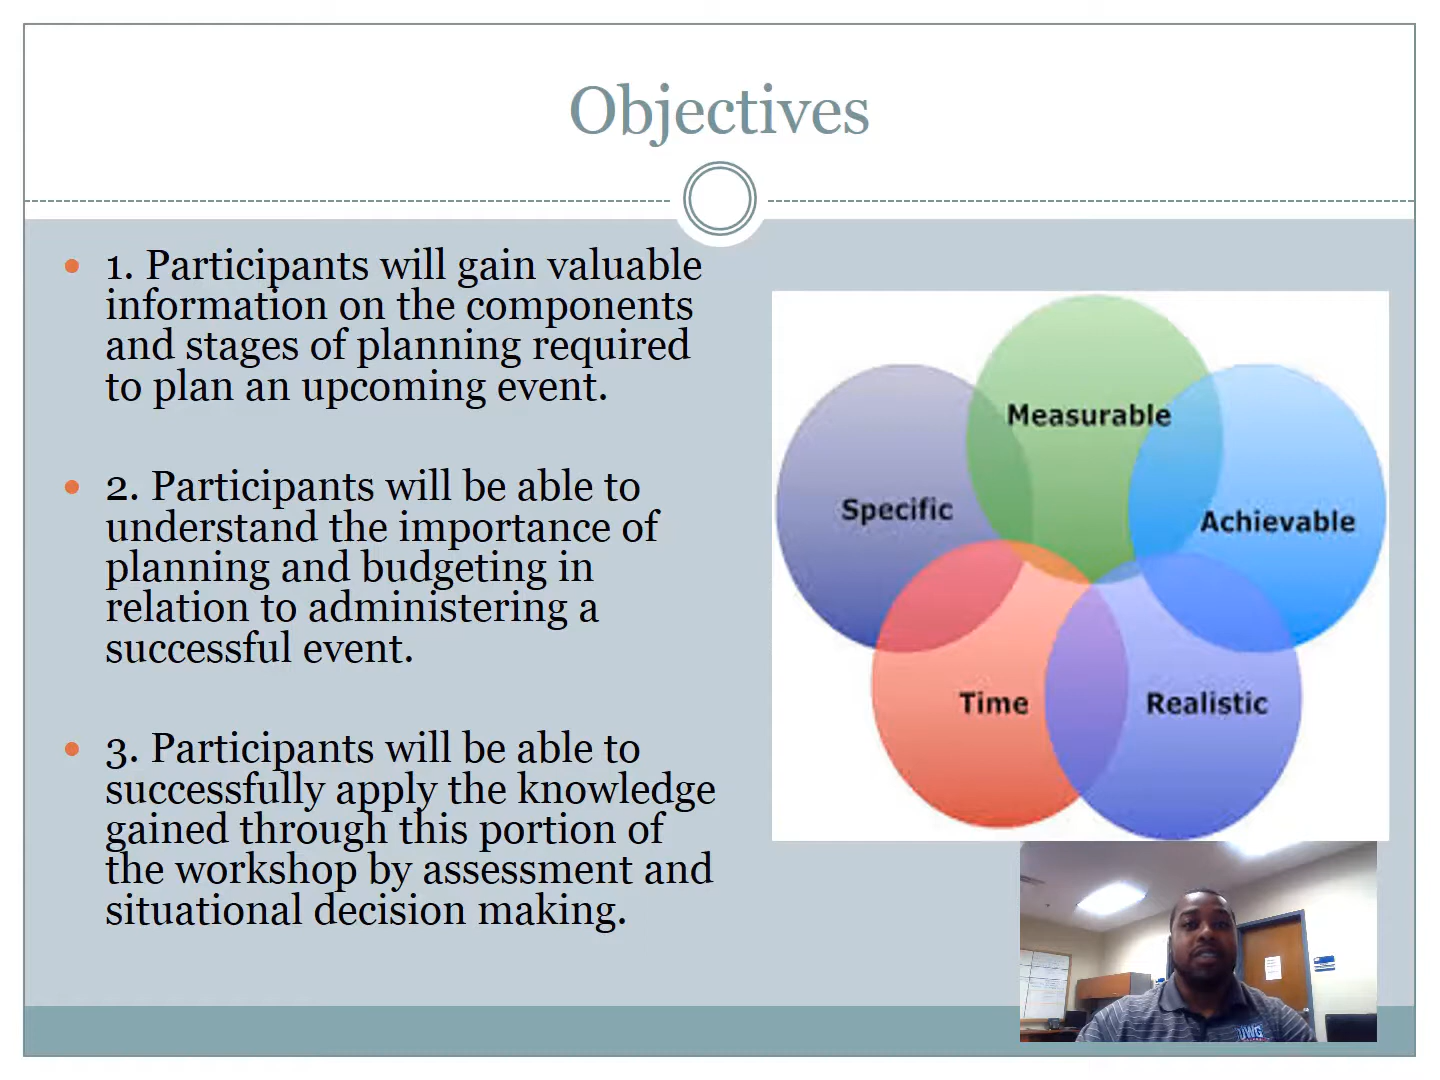 Objectives
• 1. Participants will gain valuable
information on the components
and stages of planning required
to plan an upcoming event.
• 2. Participants will be able to
understand the importance of
planning and budgeting in
relation to administering a
successful event.
• 3. Participants will be able to
successfully apply the knowledge
gained through this portion of
the workshop by assessment and
situational decision making.
Measurable
Specific
Achievable
Time
Realistic
UWG